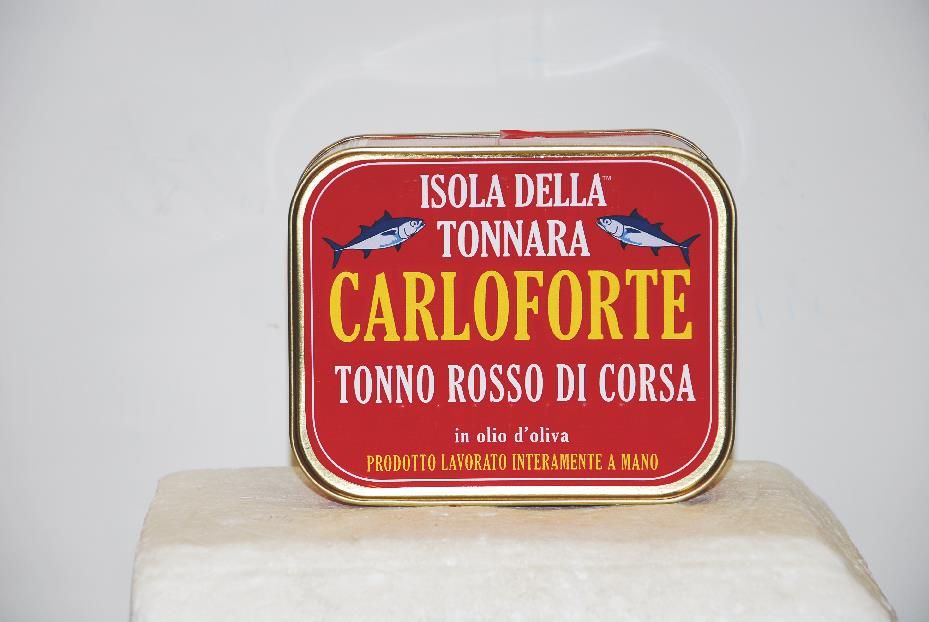 ISOLA DELLA™
TONNARA
CARLOFORTE
TONNO ROSSO DI CORSA
in olio d'oliva
PRODOTTO LAVORATO INTERAMENTE A MANO